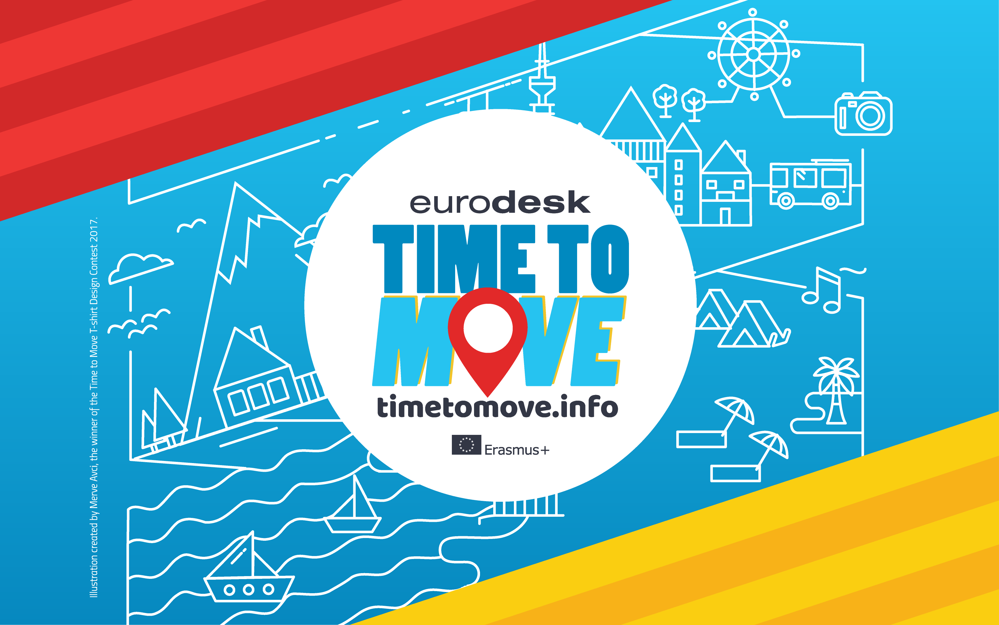 eurodesk
TIME TO
MOVE
timetomove.info
Erasmus+
Illustration created by Merve Avci, the winner of the Time to Move T-shirt Design Contest 2017.